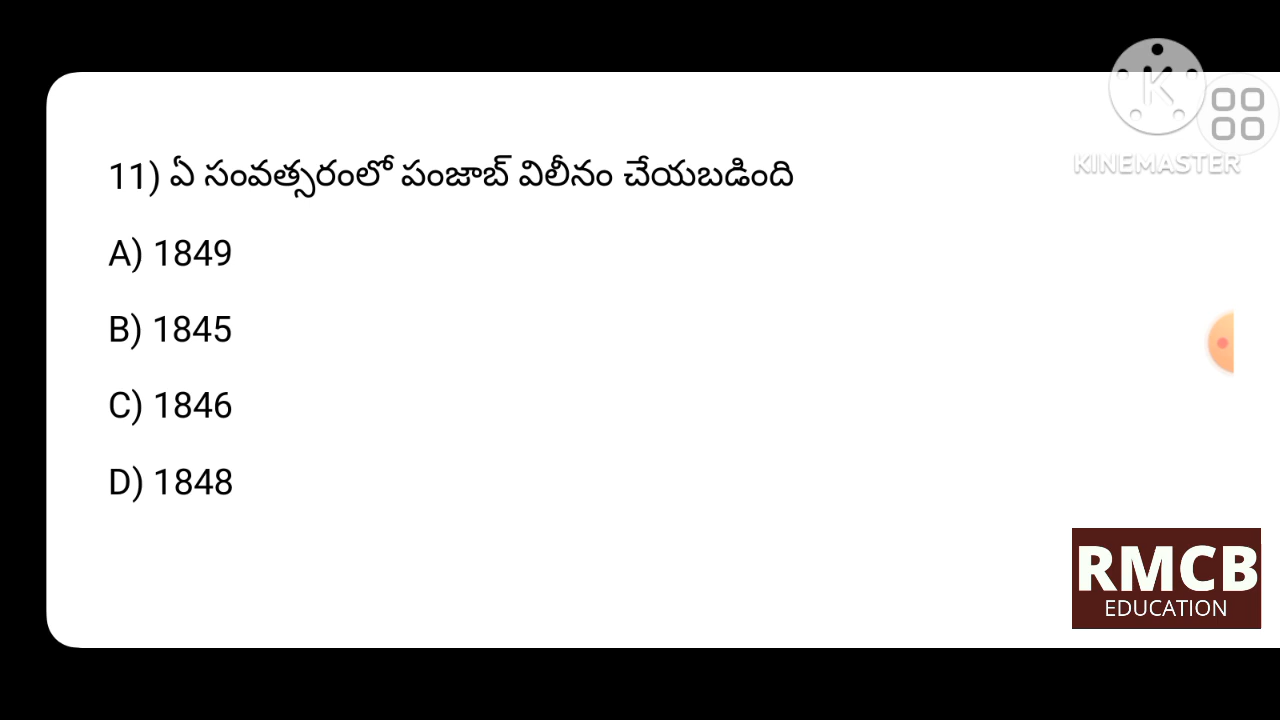 11) ఏ సంవత్సరంలో పంజాబ్ విలీనం చేయబడింది
A) 1849
B) 1845
C) 1846
D) 1848
K
KINEMASTER
RMCB
EDUCATION